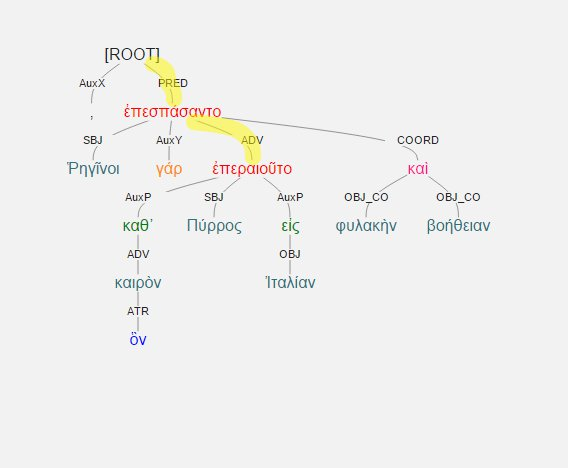 [ROOT]
AuxX PRED
, ἐπεσπάσαντο
SBJ AuxY ADV COORD
Ῥηγῖνοι γάρ ἐπεραιοῦτο καὶ
AuxP SBJ AuxP OBJ_CO OBJ_CO
καθ’ Πύρρος εἰς φυλακὴν βοήθειαν
ADV OBJ
καιρὸν Ἰταλίαν
ATR
ὃν